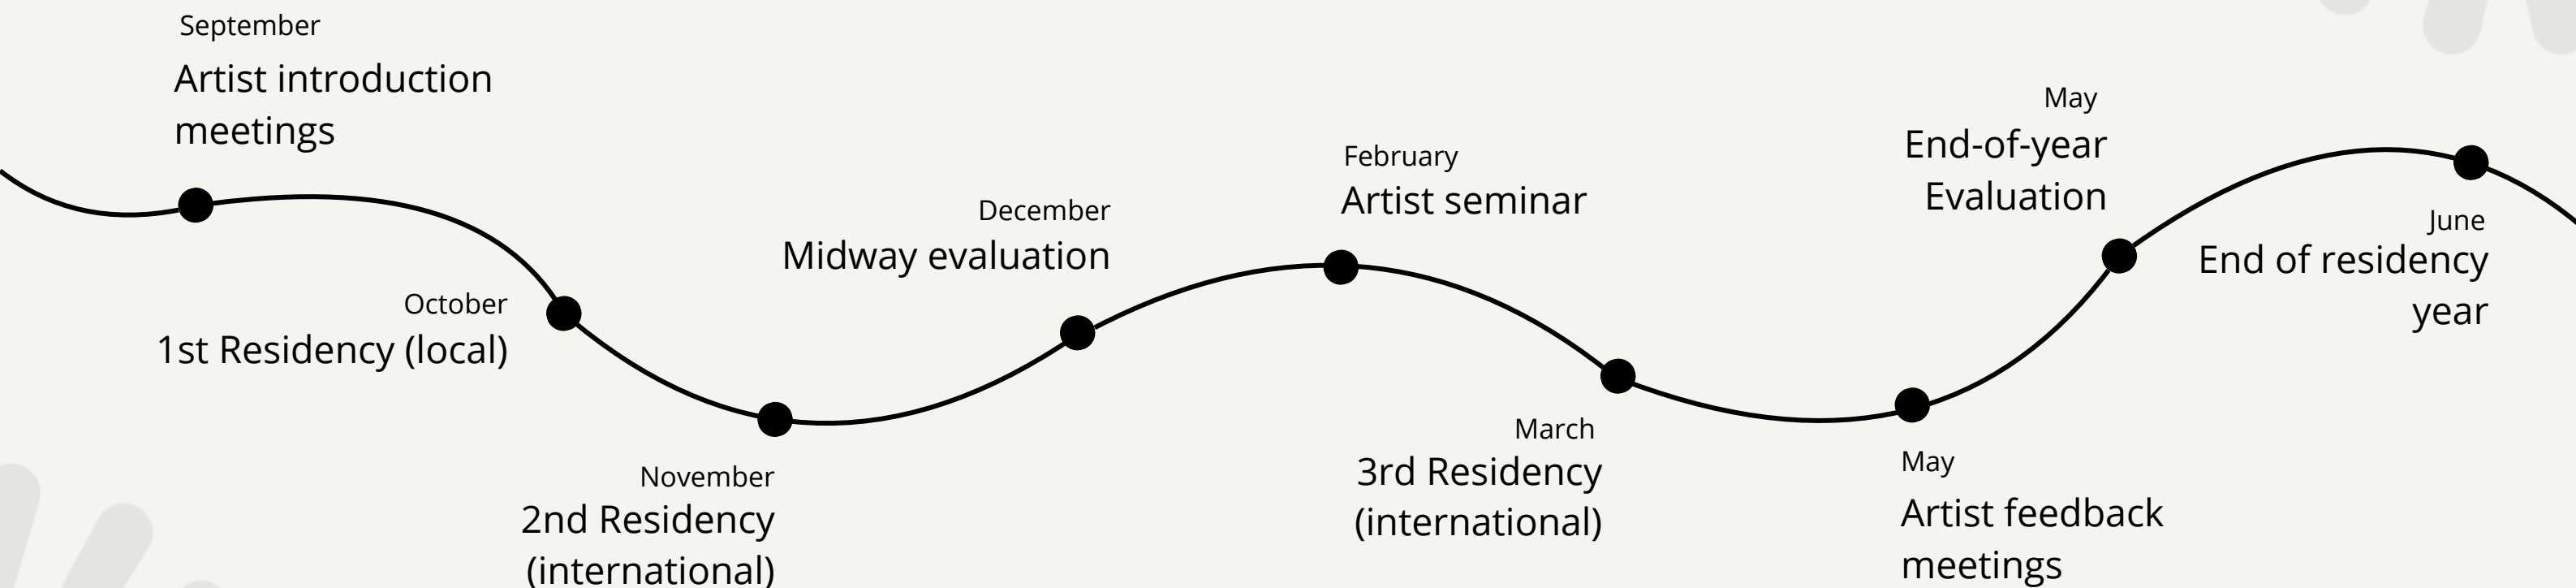 September
Artist introduction
meetings
October
1st Residency (local)
November
2nd Residency
(international)
December
Midway evaluation
February
Artist seminar
March
3rd Residency
(international)
May
Artist feedback
meetings
May
End-of-year
Evaluation
June
End of residency
year